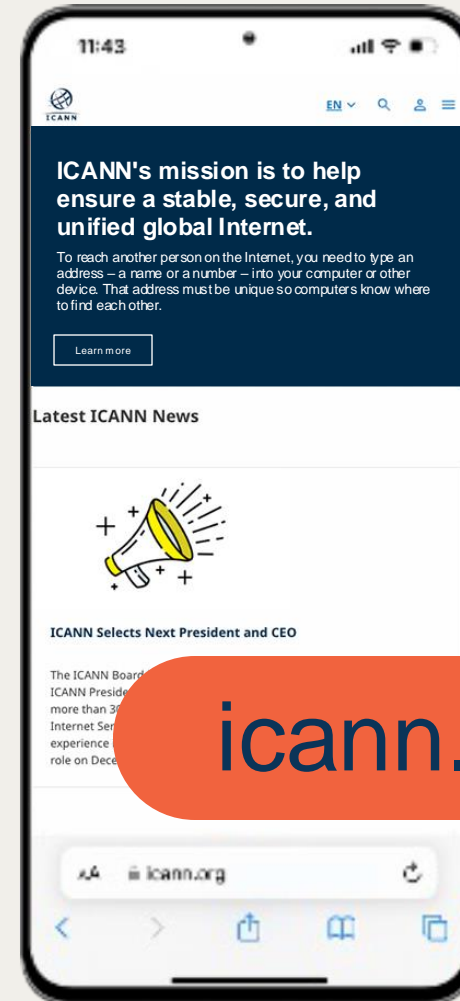 11:43
ICANN
EN
ICANN's mission is to help
ensure a stable, secure, and
unified global Internet.
To reach another person on the Internet, you need to type an
address – a name or a number – into your computer or other
device. That address must be unique so computers know where
to find each other.
Learn more
Latest ICANN News
ICANN Selects Next President and CEO
The ICANN Board
ICANN Preside
more than 30
Internet Ser
experience
role on Dece
icann.
AA icann.org